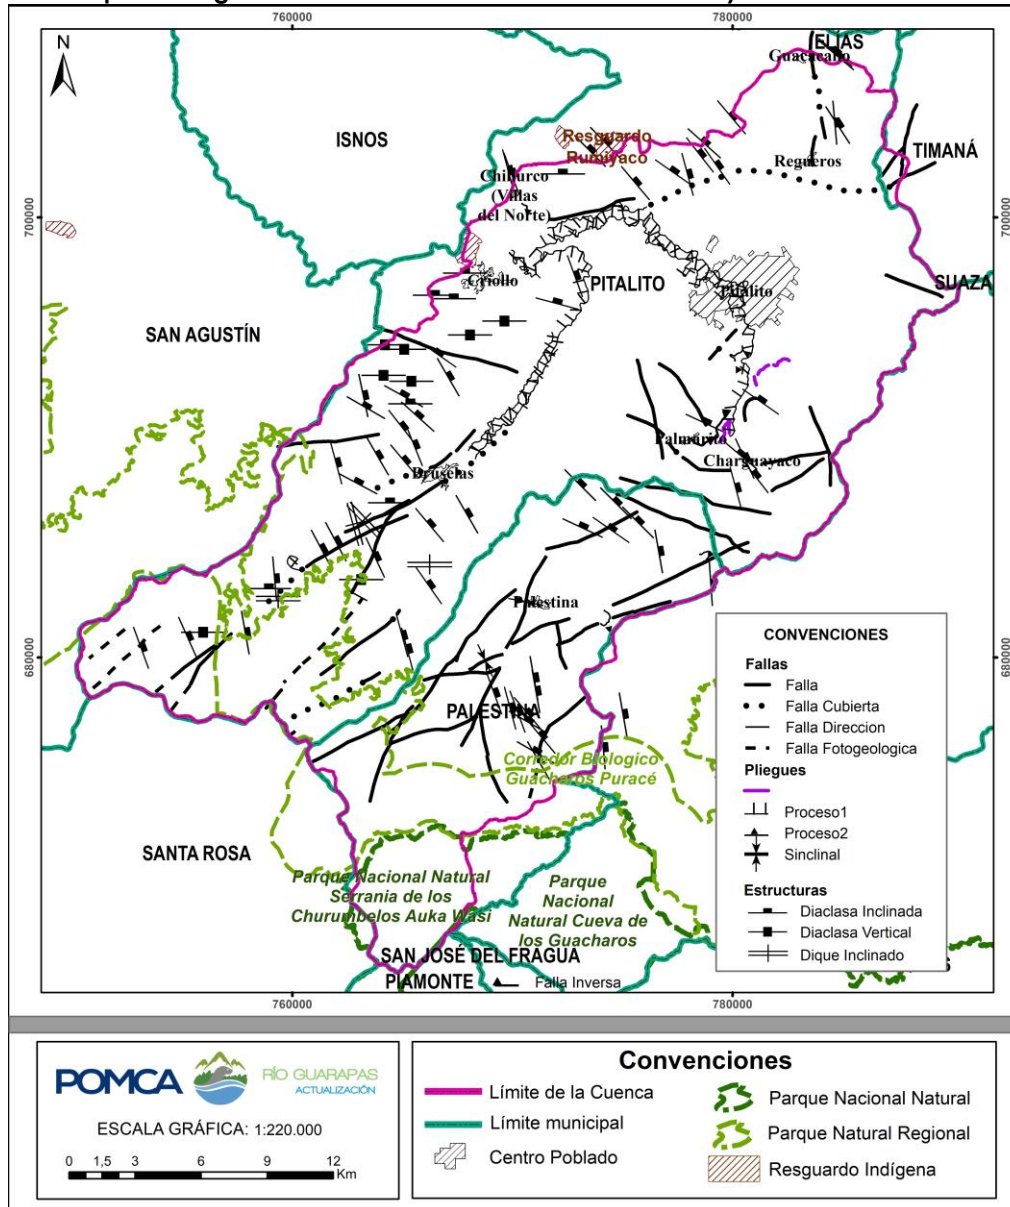 760000
780000
N
ELIAS
Guacacallo
ISNOS
Resguardo
Rumiyaco
TIMANÁ
Regueros
Chiburco
(Villas
del Norte)
700000
700000
Criollo
PITALITO
Pitalito
SUAZA
SAN AGUSTÍN
Palmarito
Charguayaco
Bruselas
Palestina
680000
680000
PALESTINA
Corredor Biologico
Guacharos Puracé
SANTA ROSA
Parque Nacional Natural
Serrania de los
Churumbelos Auka Wasi
Parque
Nacional
Natural Cueva de
los Guacharos
SAN JOSÉ DEL FRAGUA
PIAMONTE
Falla Inversa
760000
780000
CONVENCIONES
Fallas
Falla
Falla Cubierta
Falla Direccion
Falla Fotogeologica
Pliegues
Proceso1
Proceso2
Sinclinal
Estructuras
Diaclasa Inclinada
Diaclasa Vertical
Dique Inclinado
POMCA
RÍO GUARAPAS
ACTUALIZACIÓN
ESCALA GRÁFICA: 1:220.000
0 1,5 3 6 9 12
Km
Convenciones
Límite de la Cuenca
Límite municipal
Centro Poblado
Parque Nacional Natural
Parque Natural Regional
Resguardo Indígena